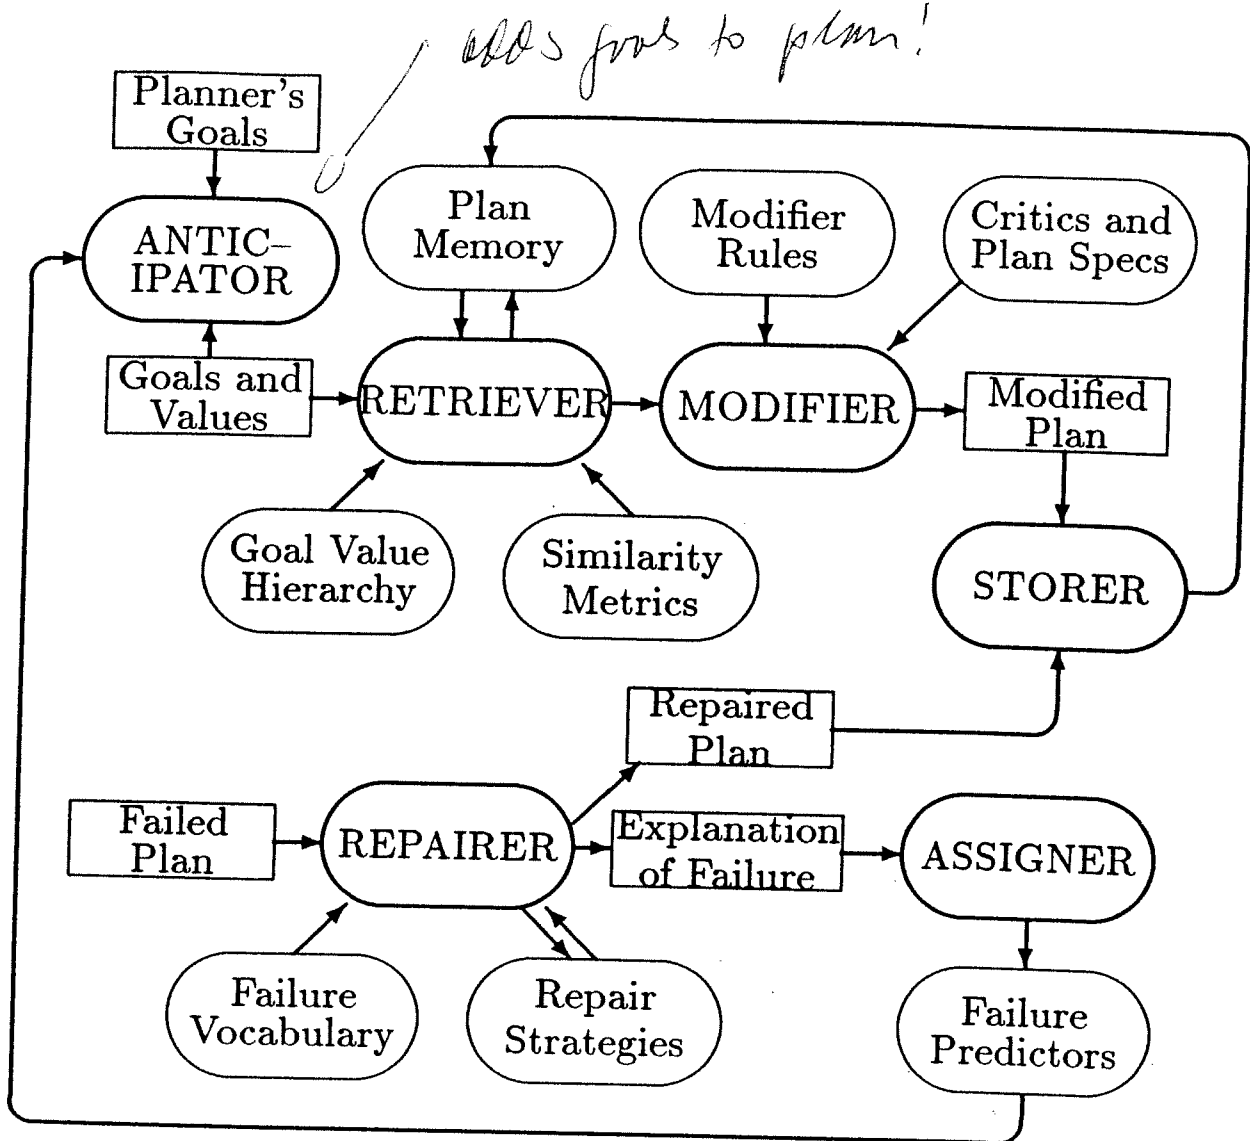 adds goals to plan!
Planner's
Goals
Plan
Memory
Modifier
Rules
Critics and
Plan Specs
ANTIC–
IPATOR
Goals and
Values
RETRIEVER
MODIFIER
Modified
Plan
Goal Value
Hierarchy
Similarity
Metrics
STORER
Repaired
Plan
Failed
Plan
REPAIRER
Explanation
of Failure
ASSIGNER
Failure
Vocabulary
Repair
Strategies
Failure
Predictors